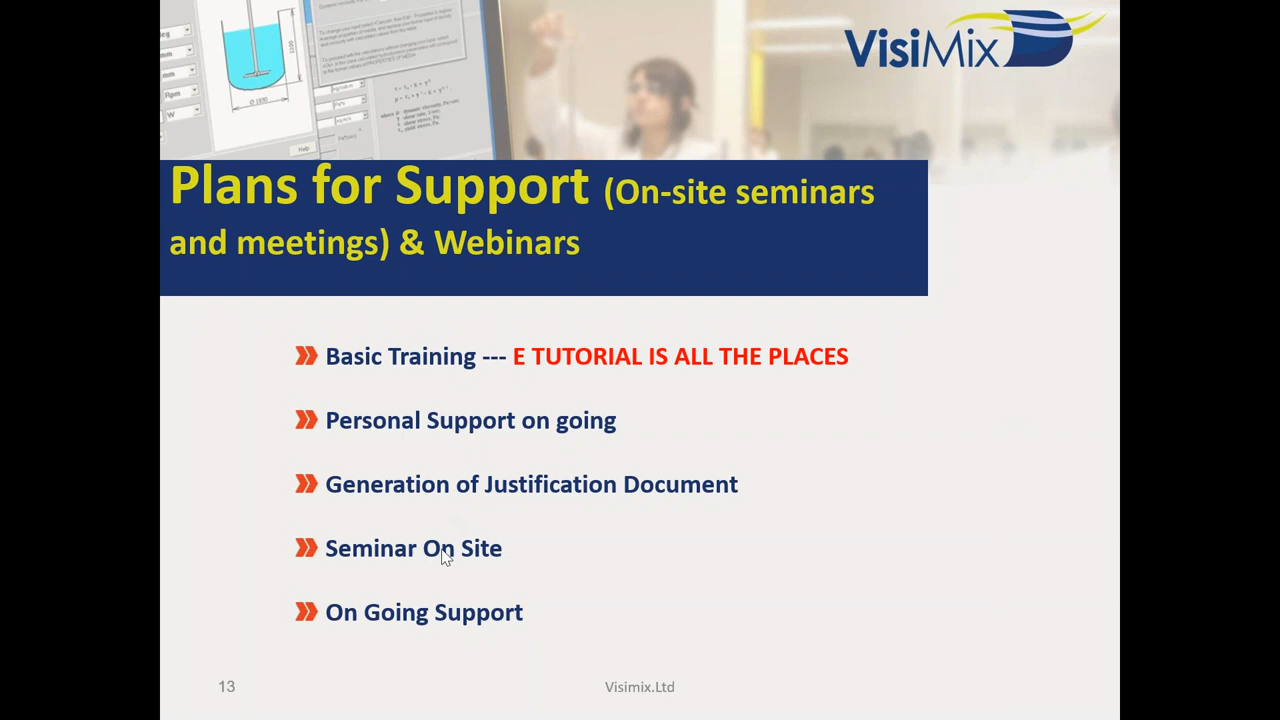 VISIMIX
Plans for Support (On-site seminars
and meetings) & Webinars
Basic Training --- E TUTORIAL IS ALL THE PLACES
Personal Support on going
Generation of Justification Document
Seminar On Site
On Going Support
13
Visimix.Ltd
Help